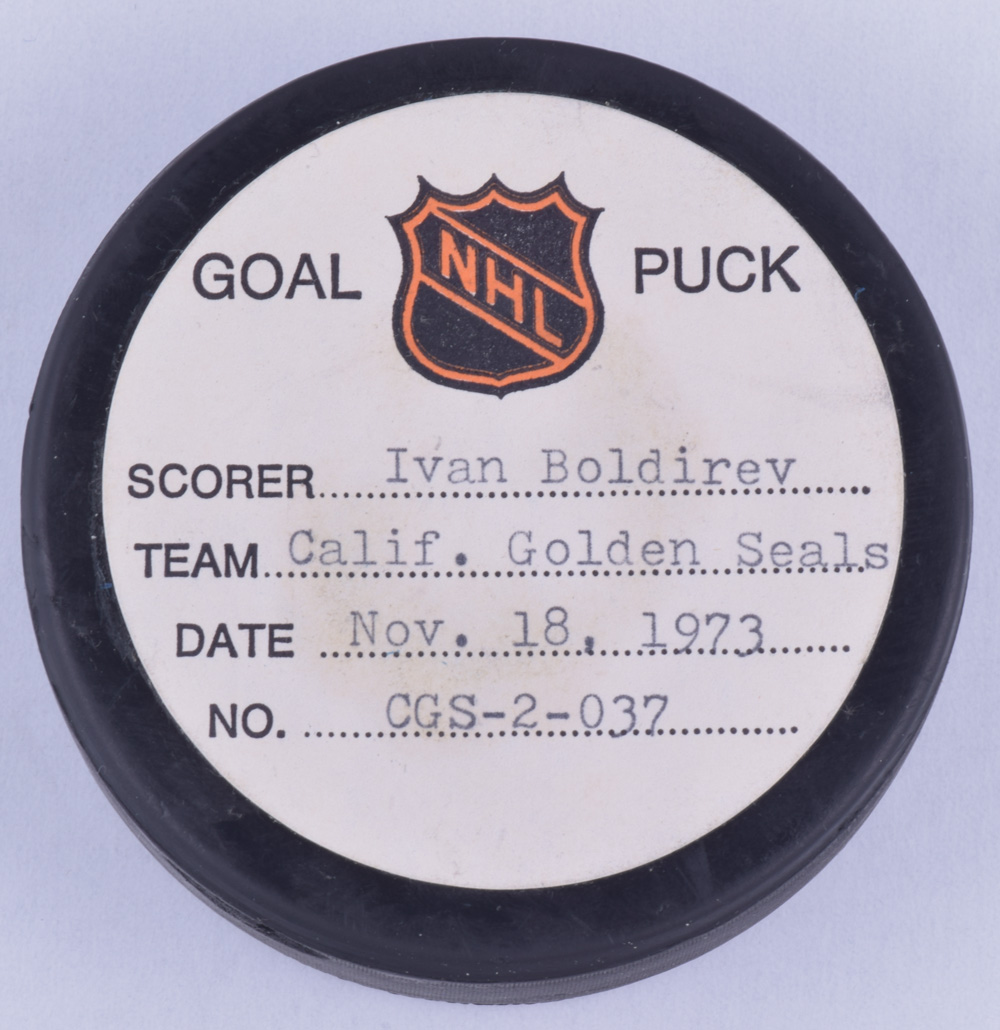 GOAL NHL PUCK
SCORER Ivan Boldirev
TEAM Calif. Golden Seals
DATE Nov. 18, 1973
NO. CGS-2-037